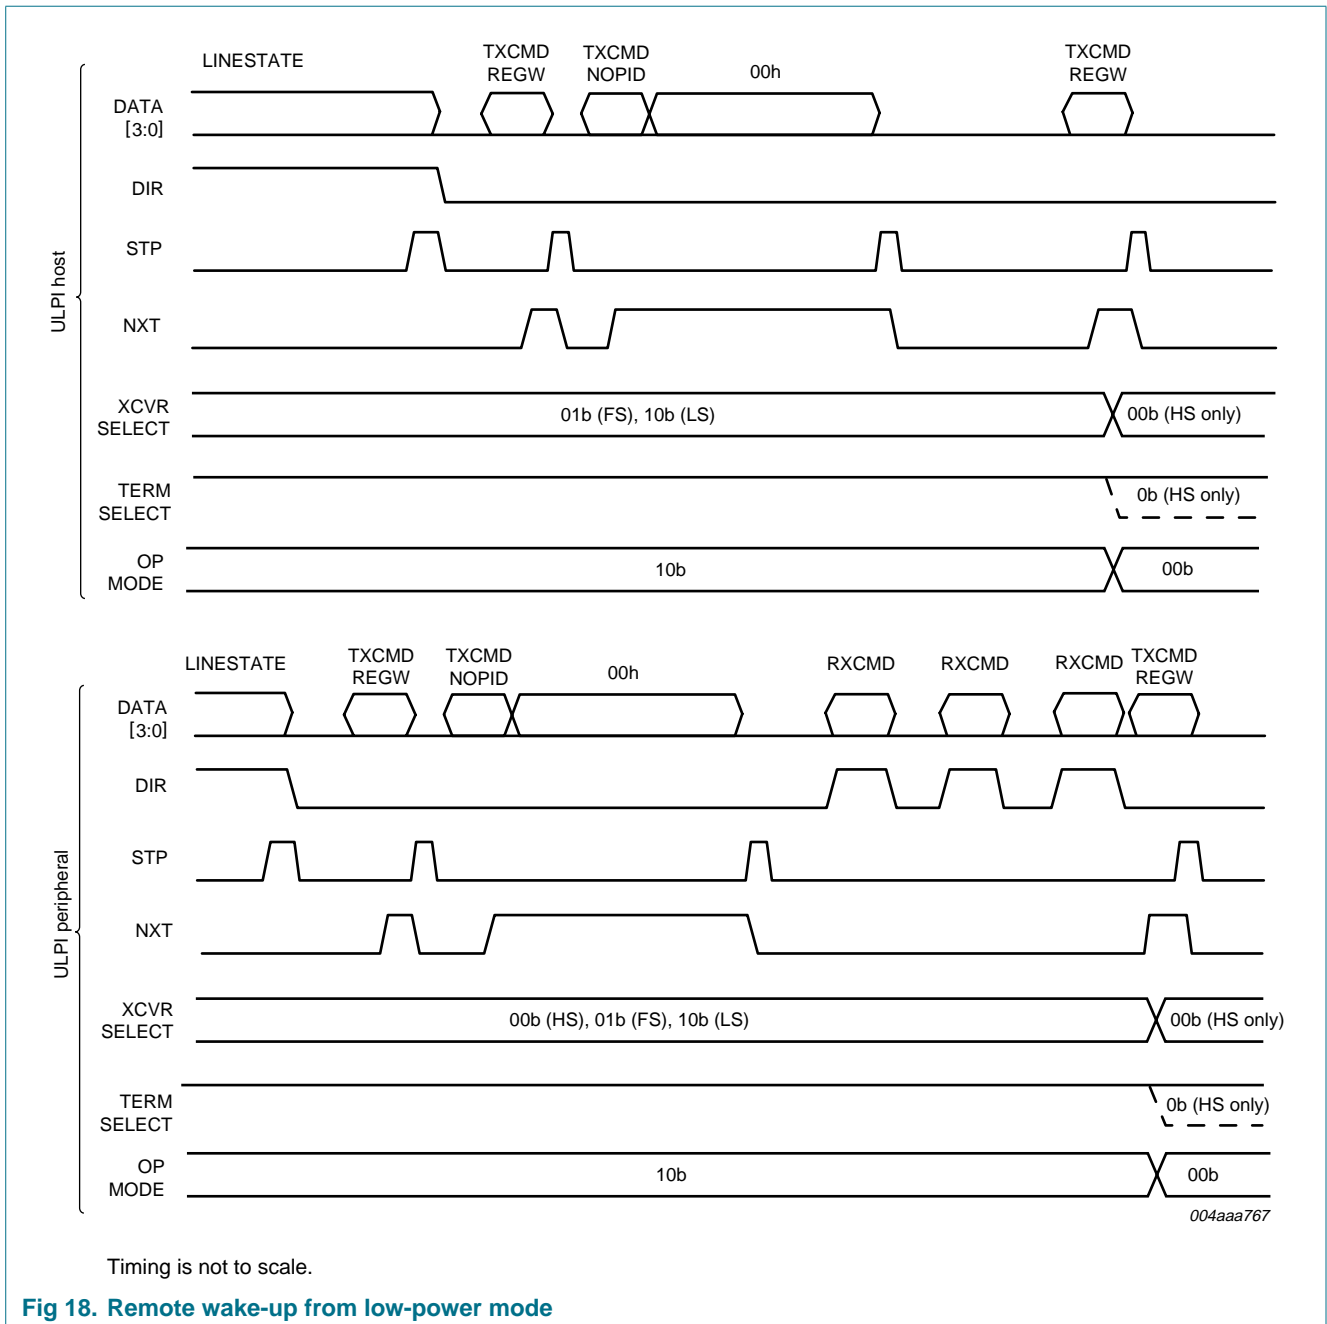 LINESTATE
TXCMD
REGW
TXCMD
NOPID
00h
TXCMD
REGW
DATA
[3:0]
DIR
STP
NXT
XCVR
SELECT
01b (FS), 10b (LS)
00b (HS only)
TERM
SELECT
0b (HS only)
OP
MODE
10b
00b
ULPI host
LINESTATE
TXCMD
REGW
TXCMD
NOPID
00h
RXCMD
RXCMD
RXCMD
TXCMD
REGW
DATA
[3:0]
DIR
STP
NXT
XCVR
SELECT
00b (HS), 01b (FS), 10b (LS)
00b (HS only)
TERM
SELECT
0b (HS only)
OP
MODE
10b
00b
ULPI peripheral
004aaa767
Timing is not to scale.
Fig 18. Remote wake-up from low-power mode